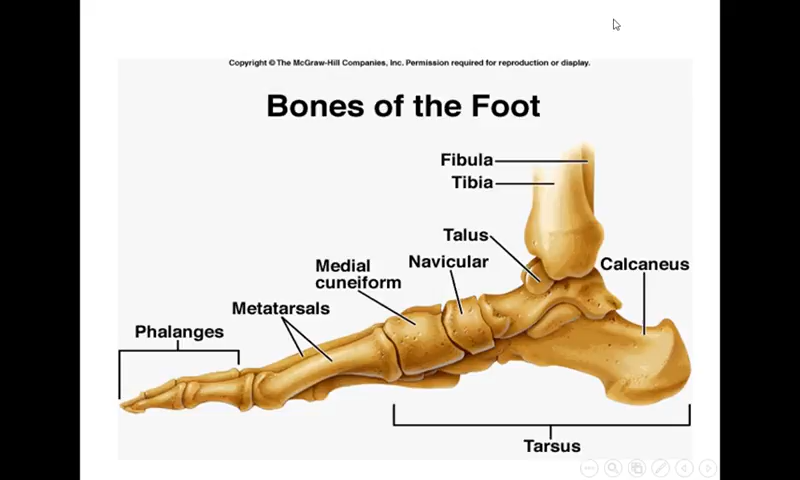 Copyright © The McGraw-Hill Companies, Inc. Permission required for reproduction or display.
Bones of the Foot
Fibula
Tibia
Talus
Navicular
Calcaneus
Medial
cuneiform
Metatarsals
Phalanges
Tarsus